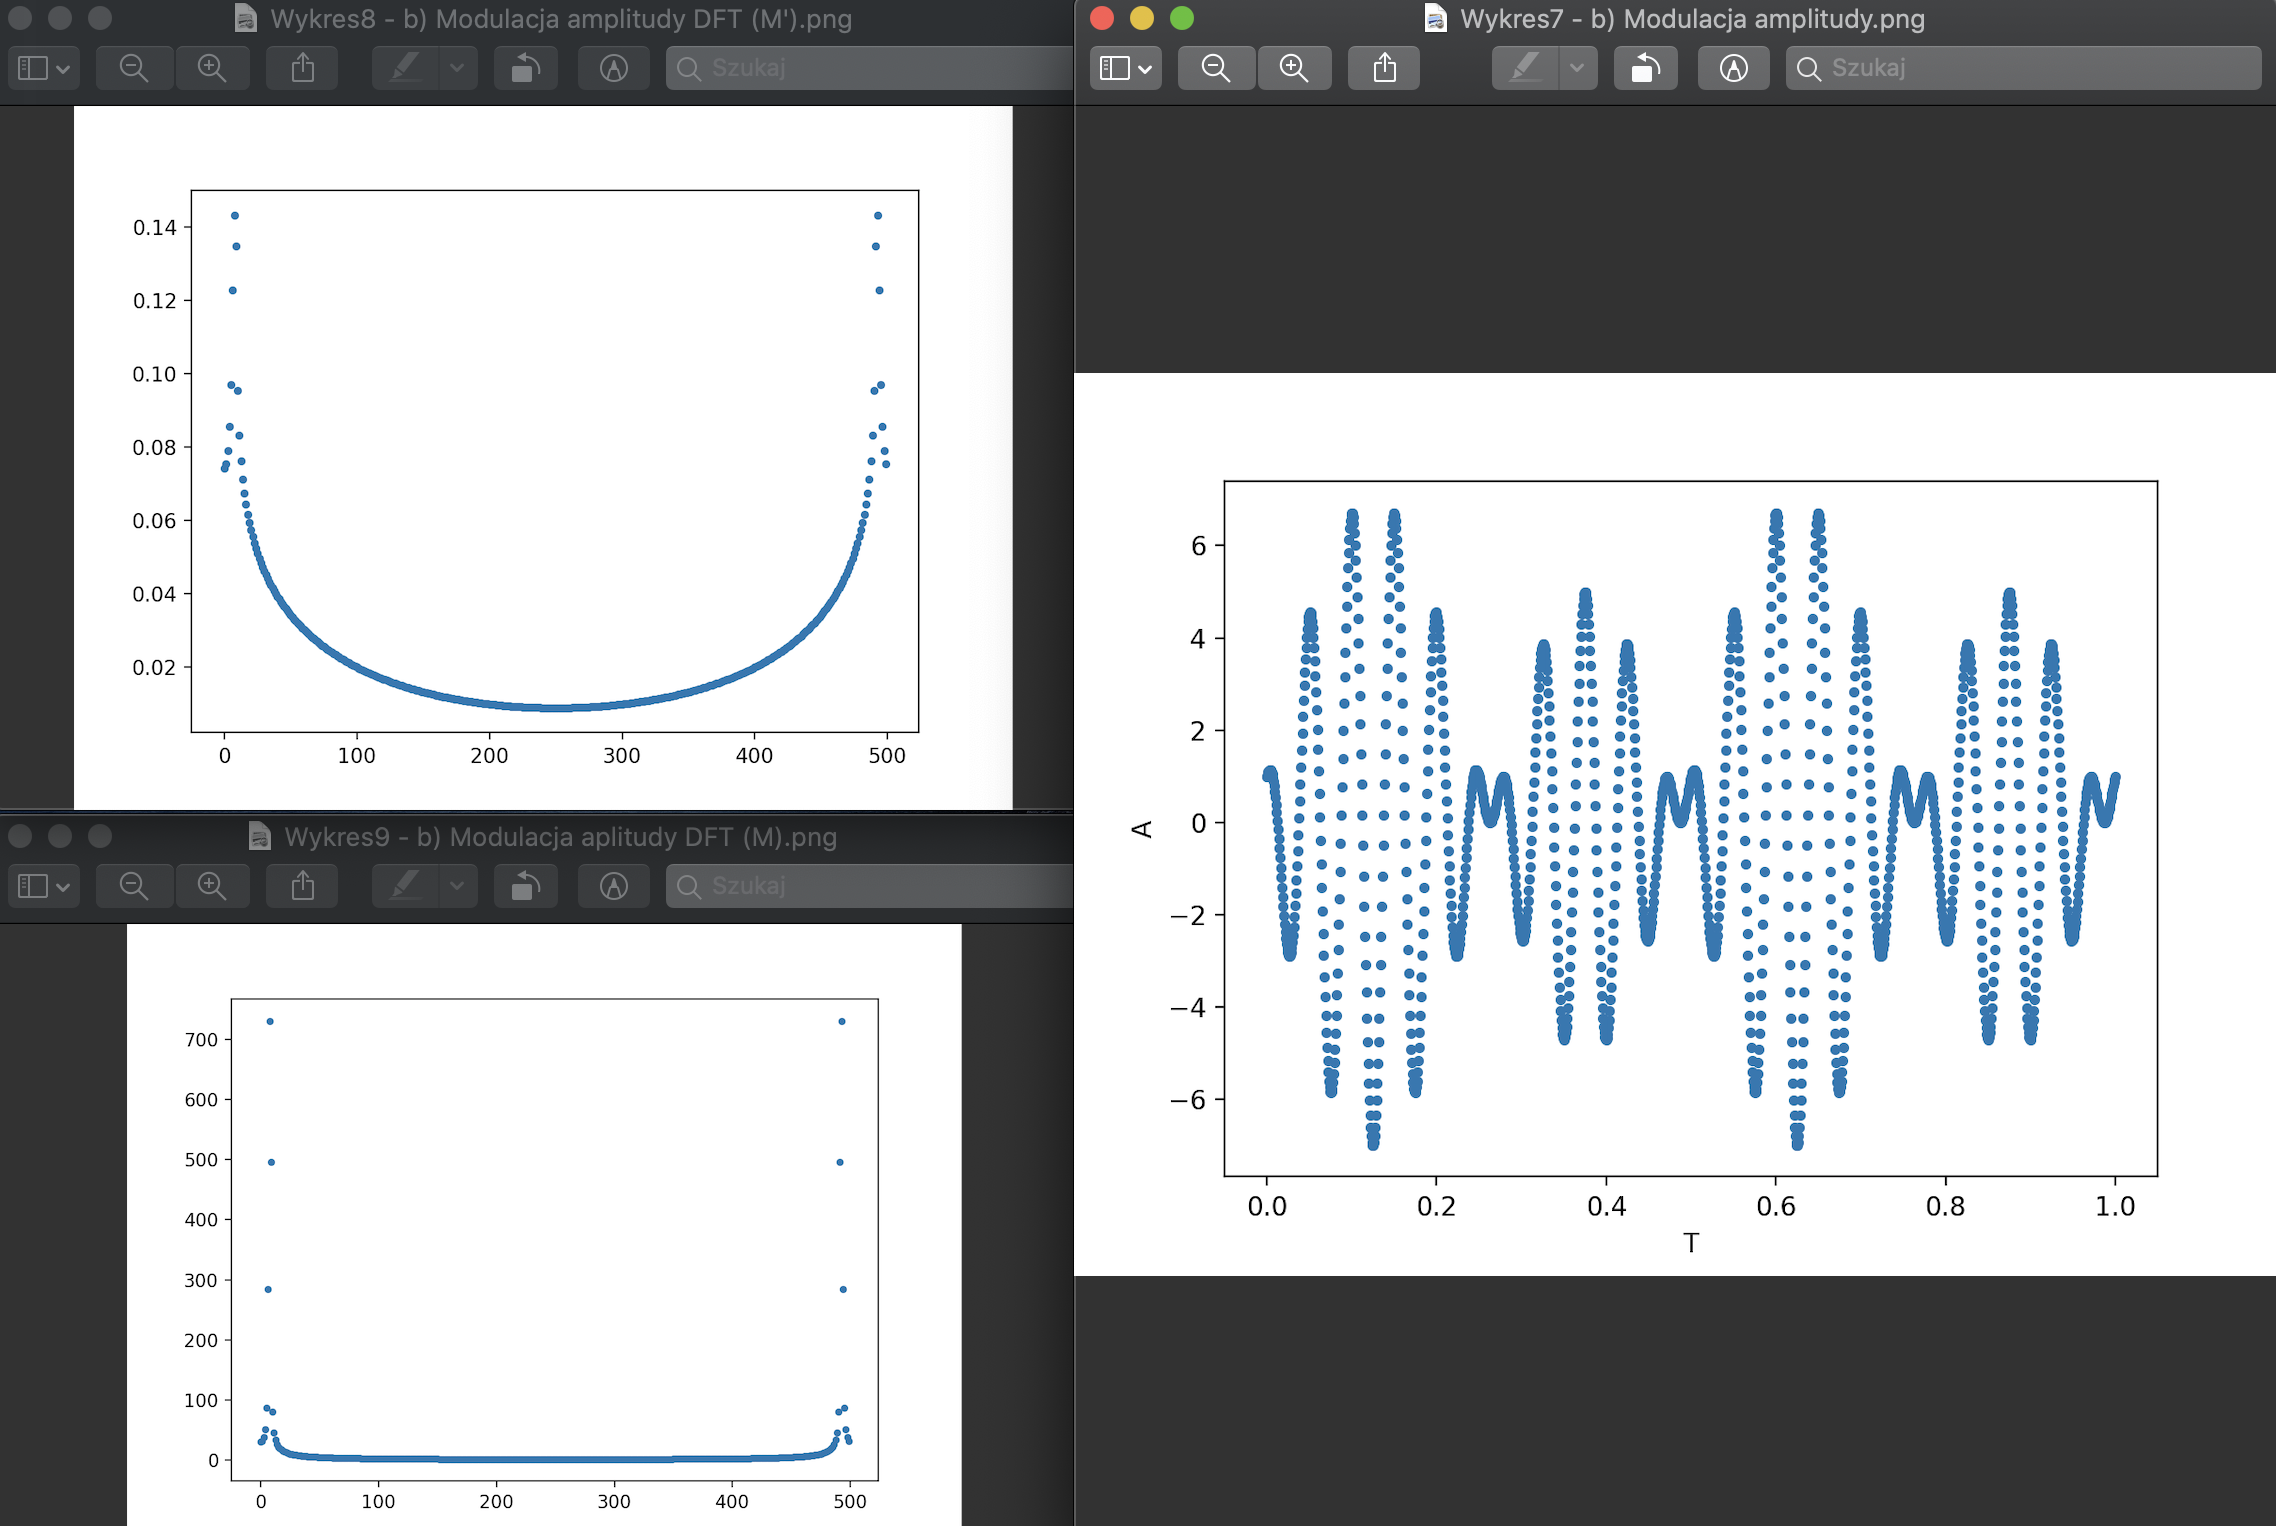 Wykres8 - b) Modulacja amplitudy DFT (M').png
Szukaj
0.14
0.12
0.10
0.08
0.06
0.04
0.02
0 100 200 300 400 500
Wykres9 - b) Modulacja aplitudy DFT (M).png
Szukaj
700
600
500
400
300
200
100
0
0 100 200 300 400 500
Wykres7 - b) Modulacja amplitudy.png
Szukaj
6
4
2
0
−2
−4
−6
A
0.0 0.2 0.4 0.6 0.8 1.0
T